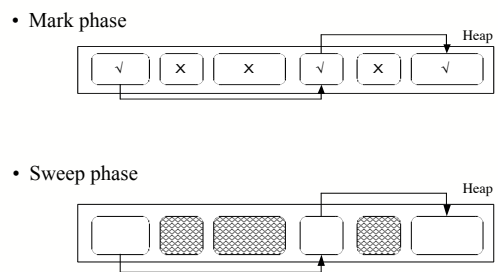 • Mark phase
Heap
√ X X √ X √
• Sweep phase
Heap